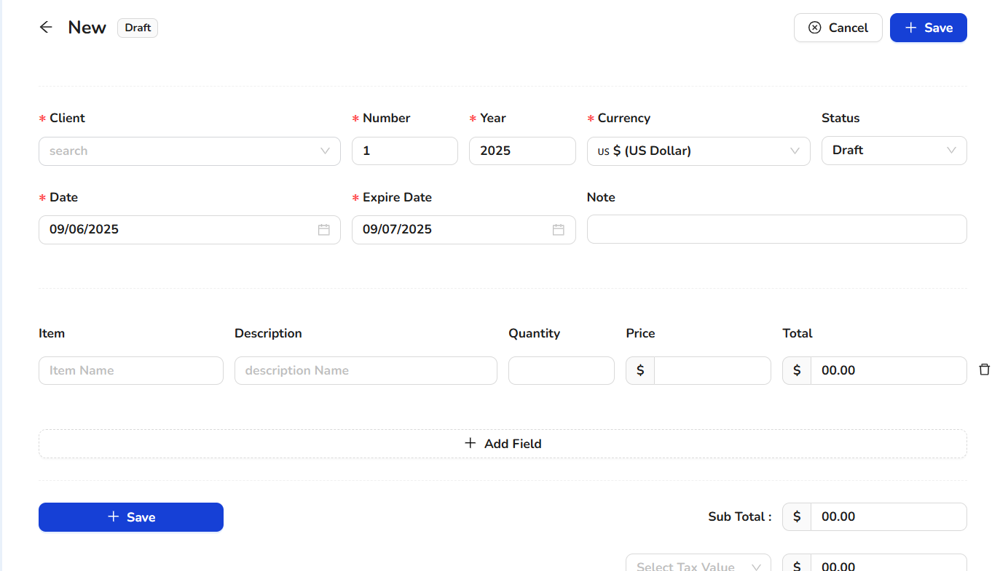 New Draft Cancel Save
* Client * Number * Year * Currency Status
search 1 2025 US $ (US Dollar) Draft
* Date * Expire Date Note
09/06/2025 09/07/2025
Item Description Quantity Price Total
Item Name description Name $ $ 00.00
+ Add Field
+ Save Sub Total : $ 00.00
Select Tax Value $ 00.00